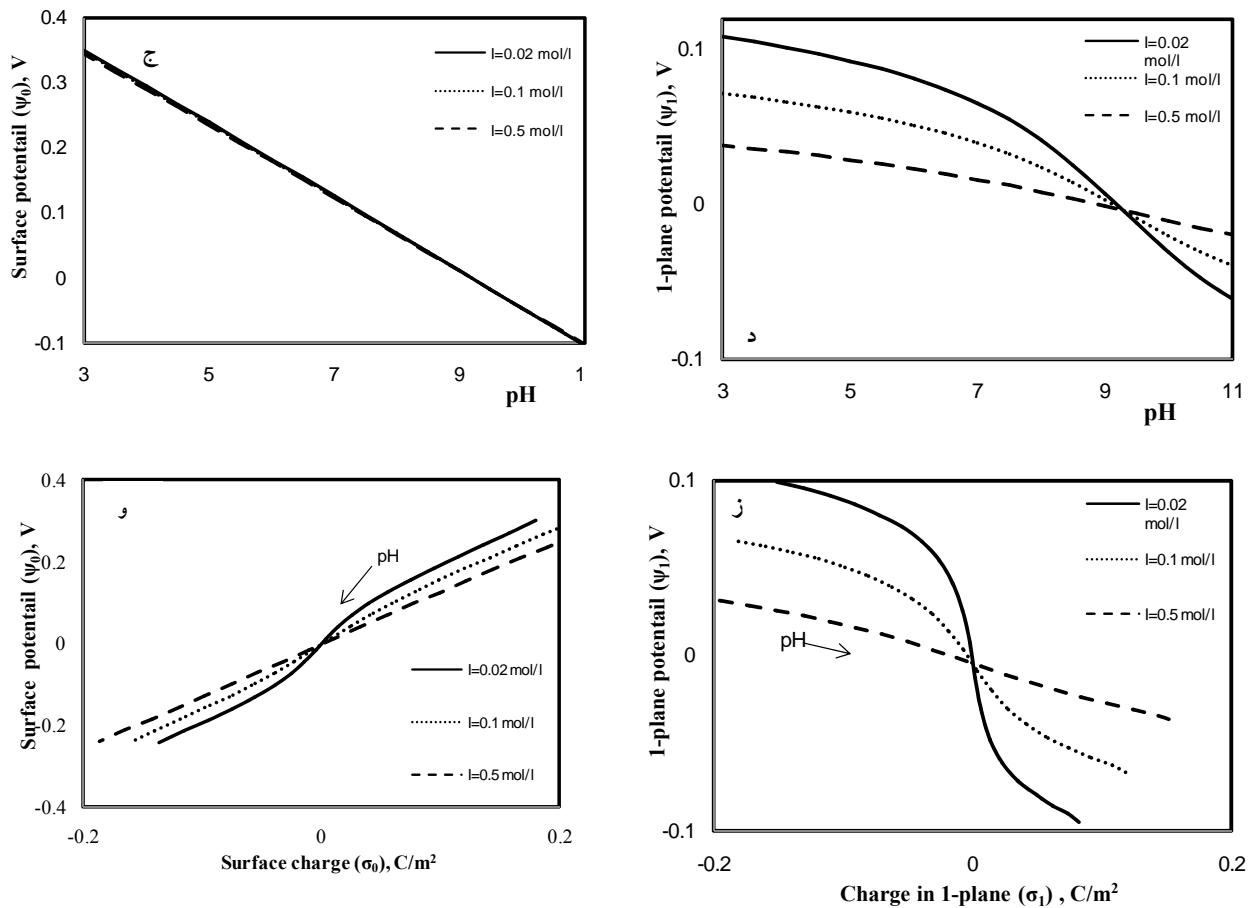 0.4
0.3
0.2
0.1
0
-0.1
Surface potentail (ψ₀), V
ج
I=0.02 mol/l
I=0.1 mol/l
I=0.5 mol/l
3 5 7 9 1
pH
0.1
0
-0.1
1-plane potentail (ψ₁), V
I=0.02
mol/l
I=0.1 mol/l
I=0.5 mol/l
د
3 5 7 9 11
pH
0.4
0.2
0
-0.2
-0.4
Surface potentail (ψ₀), V
و
pH
I=0.02 mol/l
I=0.1 mol/l
I=0.5 mol/l
-0.2 0 0.2
Surface charge (σ₀), C/m²
0.1
0
-0.1
1-plane potentail (ψ₁), V
ز
I=0.02
mol/l
I=0.1 mol/l
I=0.5 mol/l
pH
-0.2 0 0.2
Charge in 1-plane (σ₁) , C/m²